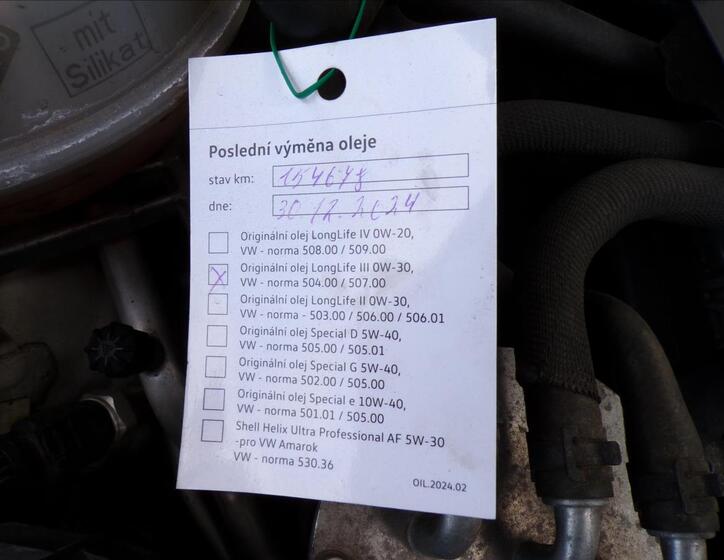 mit
Silikat
Poslední výměna oleje
stav km: 154678
dne: 30 12. 2024
Originální olej LongLife IV 0W-20,
VW - norma 508.00 / 509.00
X Originální olej LongLife III 0W-30,
VW - norma 504.00 / 507.00
Originální olej LongLife II 0W-30,
VW - norma - 503.00 / 506.00 / 506.01
Originální olej Special D 5W-40,
VW - norma 505.00 / 505.01
Originální olej Special G 5W-40,
VW - norma 502.00 / 505.00
Originální olej Special e 10W-40,
VW - norma 501.01 / 505.00
Shell Helix Ultra Professional AF 5W-30
-pro VW Amarok
VW - norma 530.36
OIL.2024.02